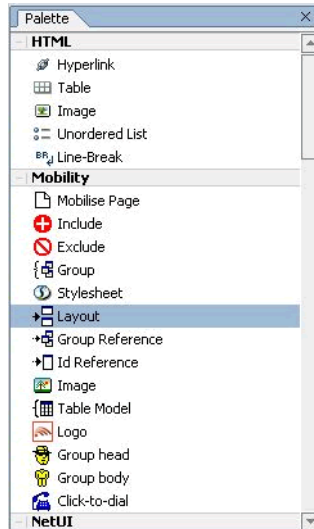 Palette
HTML
Hyperlink
Table
Image
Unordered List
BR Line-Break
Mobility
Mobilise Page
Include
Exclude
Group
Stylesheet
Layout
Group Reference
Id Reference
Image
Table Model
Logo
Group head
Group body
Click-to-dial
NetUI